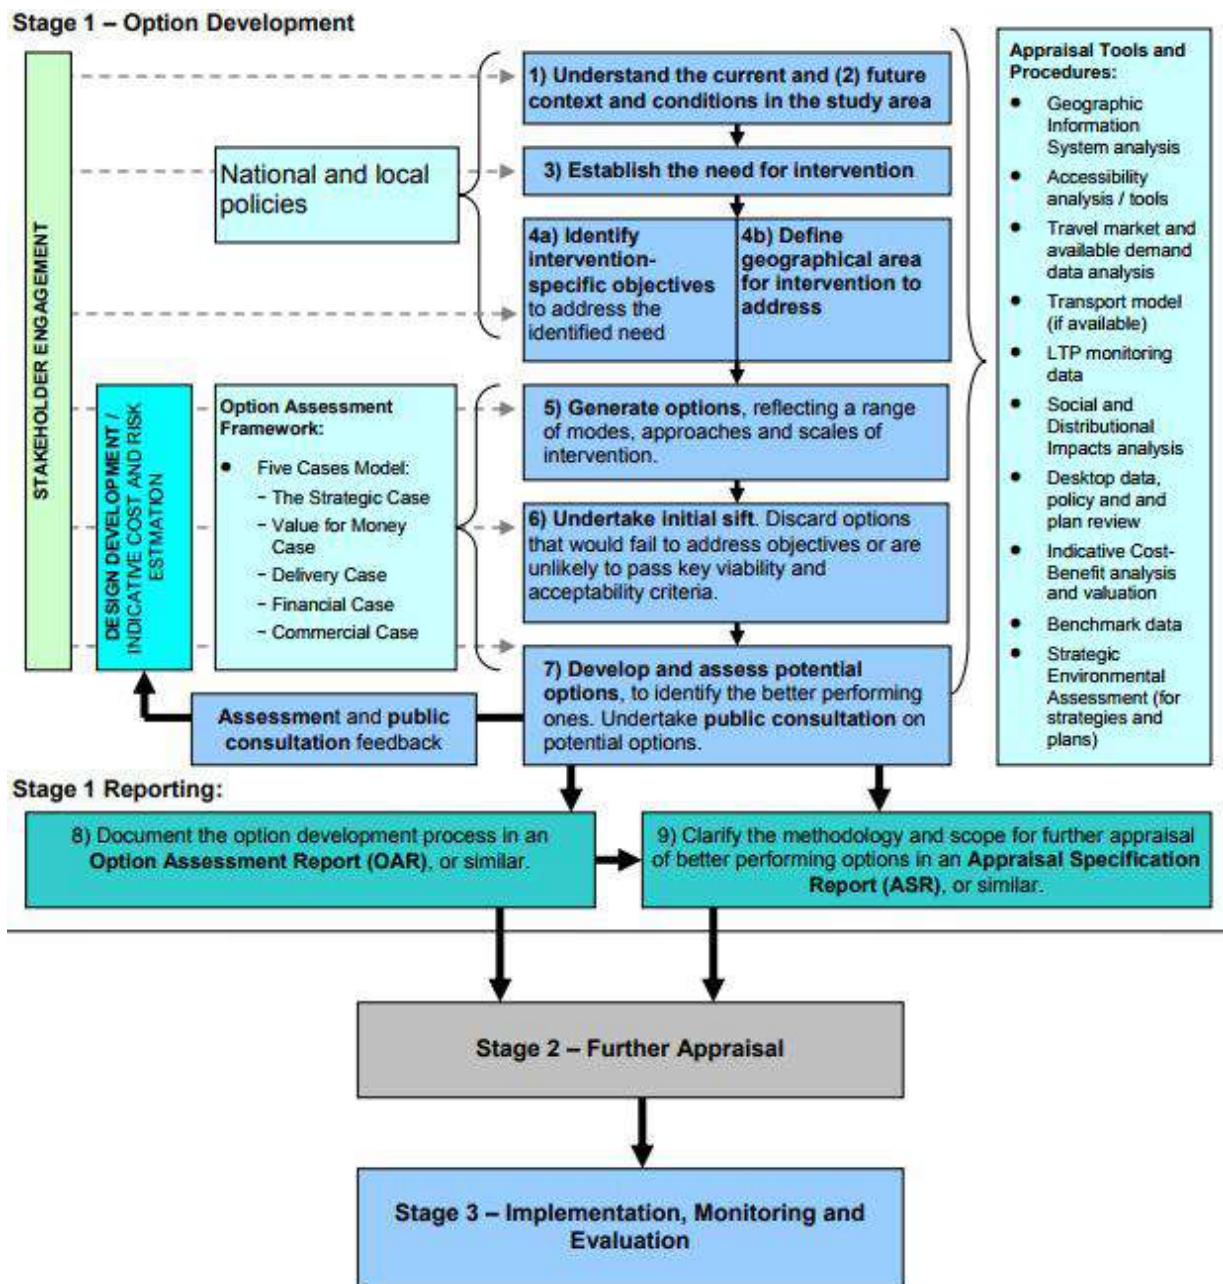 Stage 1 – Option Development
STAKEHOLDER ENGAGEMENT
National and local
policies
1) Understand the current and (2) future
context and conditions in the study area
3) Establish the need for intervention
4a) Identify
intervention-
specific objectives
to address the
identified need
4b) Define
geographical area
for intervention to
address
DESIGN DEVELOPMENT /
INDICATIVE COST AND RISK
ESTMATION
Option Assessment
Framework:
• Five Cases Model:
- The Strategic Case
- Value for Money
Case
- Delivery Case
- Financial Case
- Commercial Case
5) Generate options, reflecting a
range of modes, approaches and scales of
intervention.
6) Undertake initial sift. Discard options
that would fail to address objectives or are
unlikely to pass key viability and
acceptability criteria.
7) Develop and assess potential
options, to identify the better performing
ones. Undertake public consultation on
potential options.
Assessment and public
consultation feedback
Appraisal Tools and
Procedures:
• Geographic
Information
System analysis
• Accessibility
analysis / tools
• Travel market and
available demand
data analysis
• Transport model
(if available)
• LTP monitoring
data
• Social and
Distributional
Impacts analysis
• Desktop data,
policy and and
plan review
• Indicative Cost-
Benefit analysis
and valuation
• Benchmark data
• Strategic
Environmental
Assessment (for
strategies and
plans)
Stage 1 Reporting:
8) Document the option development process in an
Option Assessment Report (OAR), or similar.
9) Clarify the methodology and scope for further appraisal
of better performing options in an Appraisal Specification
Report (ASR), or similar.
Stage 2 – Further Appraisal
Stage 3 – Implementation, Monitoring and
Evaluation